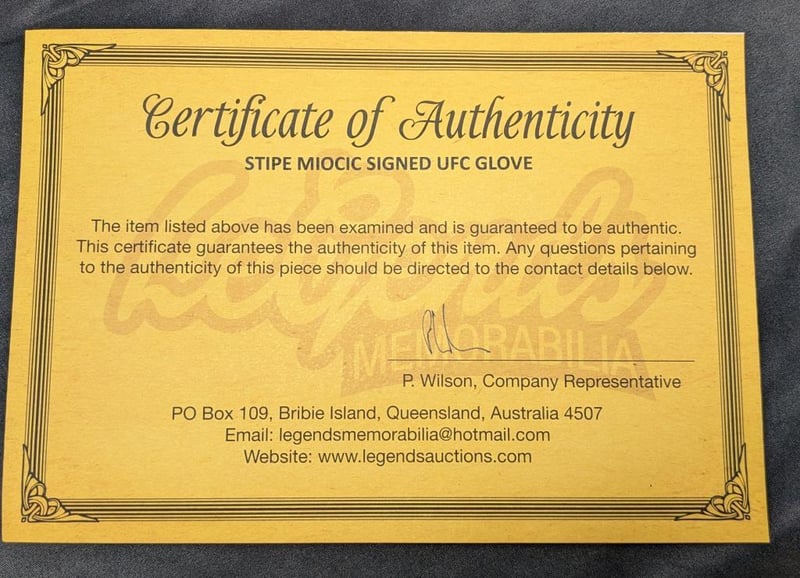 Certificate of Authenticity
STIPE MIOCIC SIGNED UFC GLOVE
The item listed above has been examined and is guaranteed to be authentic.
This certificate guarantees the authenticity of this item. Any questions pertaining
to the authenticity of this piece should be directed to the contact details below.
Legends
MEMORABILIA
P. Wilson, Company Representative
PO Box 109, Bribie Island, Queensland, Australia 4507
Email: legendsmemorabilia@hotmail.com
Website: www.legendsauctions.com